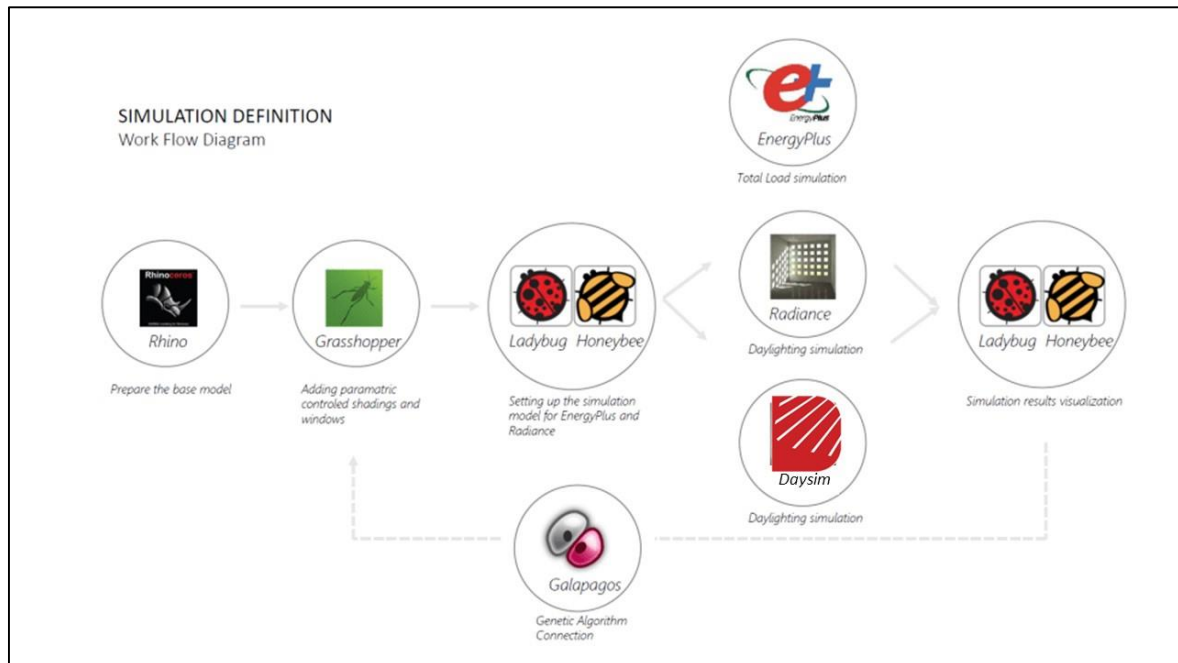 SIMULATION DEFINITION
Work Flow Diagram
Rhinoceros
Rhino
Prepare the base model
Grasshopper
Adding paramatric
controled shadings and
windows
Ladybug Honeybee
Setting up the simulation
model for EnergyPlus and
Radiance
e+
EnergyPlus
EnergyPlus
Total Load simulation
Radiance
Daylighting simulation
Daysim
Daylighting simulation
Ladybug Honeybee
Simulation results visualization
Galapagos
Genetic Algorithm
Connection